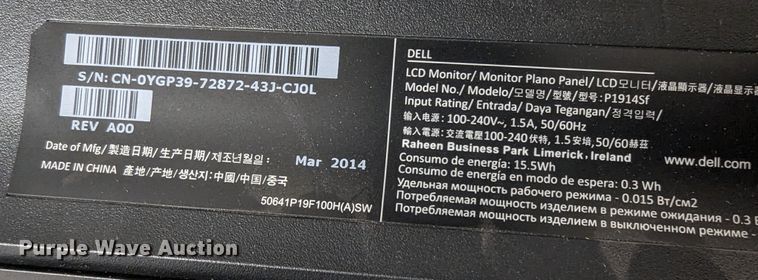 S/N: CN-0YGP39-72872-43J-CJ0L
REV A00
Date of Mfg/製造日期/生产日期/제조년월일: Mar 2014
MADE IN CHINA 產地/产地/생산지: 中國/中国/중국
50641P19F100H(A)SW
DELL
LCD Monitor/ Monitor Plano Panel/ LCD모니터/液晶顯示器/液晶显示
Model No./ Modelo/모델명/型號/型号: P1914Sf
Input Rating/ Entrada/ Daya Tegangan/정격입력/
输入电源: 100-240V~, 1.5A, 50/60Hz
輸入電源: 交流電壓100-240伏特, 1.5安培, 50/60赫茲
Raheen Business Park Limerick, Ireland www.dell.com
Consumo de energía: 15.5Wh
Consumo de energía en modo de espera: 0.3 Wh
Удельная мощность рабочего режима - 0.015 Вт/см2
Потребление изделием энергии в режиме ожидания - 0.3 В
Потребление изделием энергии в выключенном режиме -
Purple Wave Auction